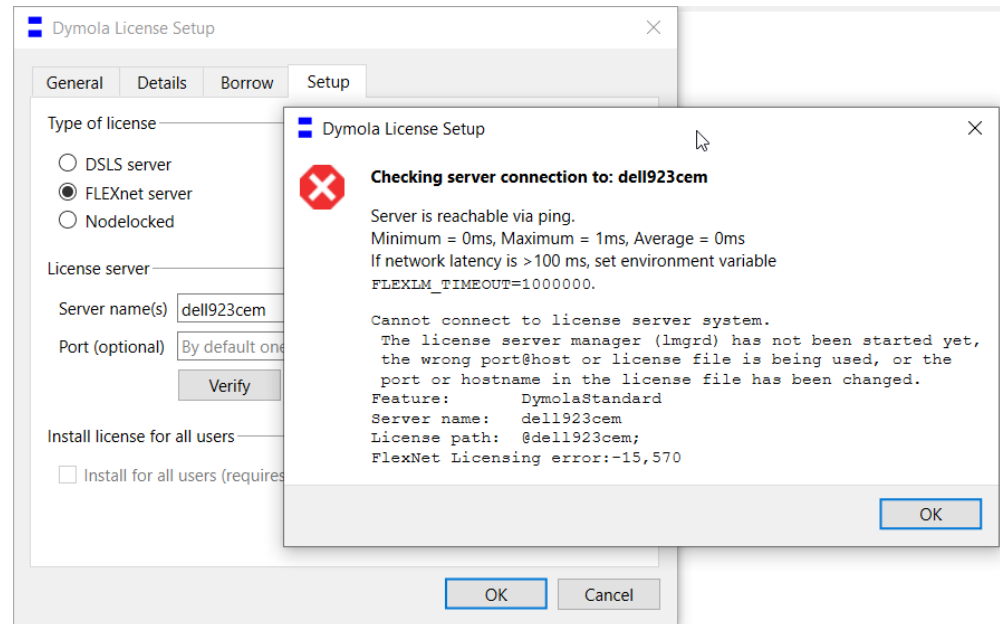 Dymola License Setup
General Details Borrow Setup
Type of license
DSLS server
FLEXnet server
Nodelocked
License server
Server name(s) dell923cem
Port (optional) By default one
Verify
Install license for all users
Install for all users (requires
OK Cancel
Dymola License Setup
Checking server connection to: dell923cem
Server is reachable via ping.
Minimum = 0ms, Maximum = 1ms, Average = 0ms
If network latency is >100 ms, set environment variable
FLEXLM_TIMEOUT=1000000.
Cannot connect to license server system.
The license server manager (lmgrd) has not been started yet,
the wrong port@host or license file is being used, or the
port or hostname in the license file has been changed.
Feature: DymolaStandard
Server name: dell923cem
License path: @dell923cem;
FlexNet Licensing error:-15,570
OK